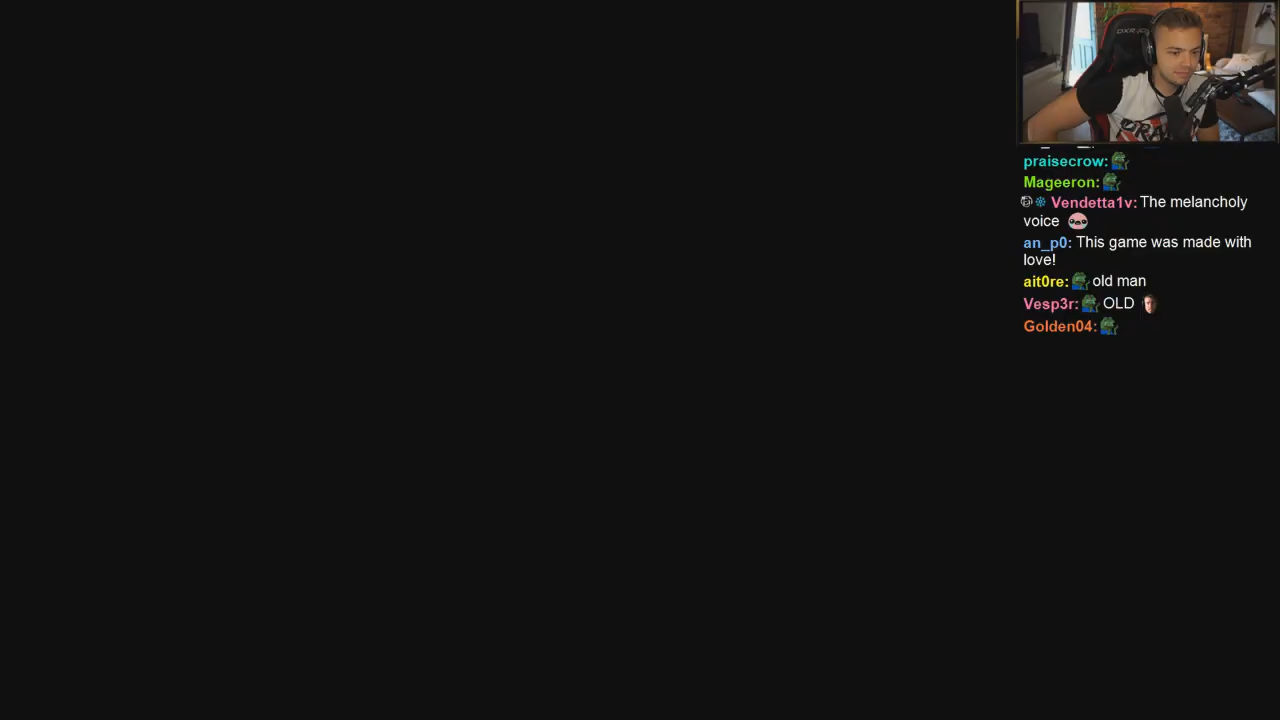 DXR
praisecrow:
Mageeron:
Vendetta1v: The melancholy
voice
an_p0: This game was made with
love!
ait0re: old man
Vesp3r: OLD
Golden04: